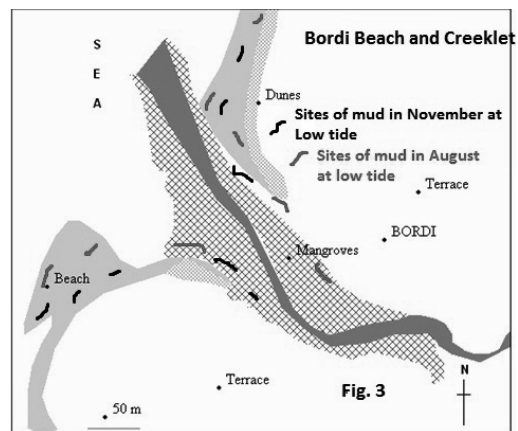 Bordi Beach and Creeklet
S
E
A
Dunes
Sites of mud in November at
Low tide
Sites of mud in August
at low tide
Terrace
BORDI
Mangroves
Beach
Terrace
Fig. 3
N
50 m